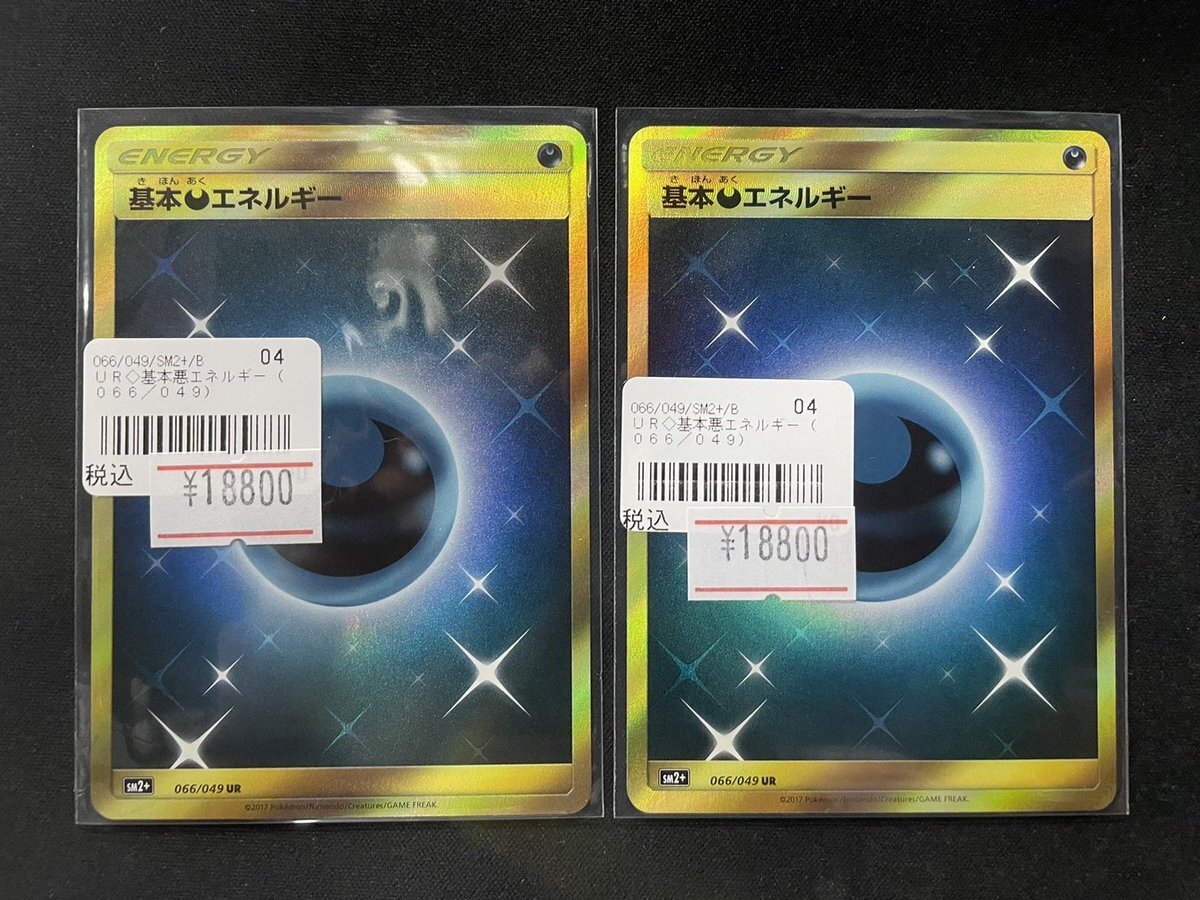 ENERGY
きほんあく
基本エネルギー
066/049/SM2+/B 04
UR◇基本悪エネルギー(
066/049)
税込
¥18800
SM2+ 066/049 UR
©2017 Pokémon/Nintendo/Creatures/GAME FREAK.
ENERGY
きほんあく
基本エネルギー
066/049/SM2+/B 04
UR◇基本悪エネルギー(
066/049)
税込
¥18800
SM2+ 066/049 UR
©2017 Pokémon/Nintendo/Creatures/GAME FREAK.